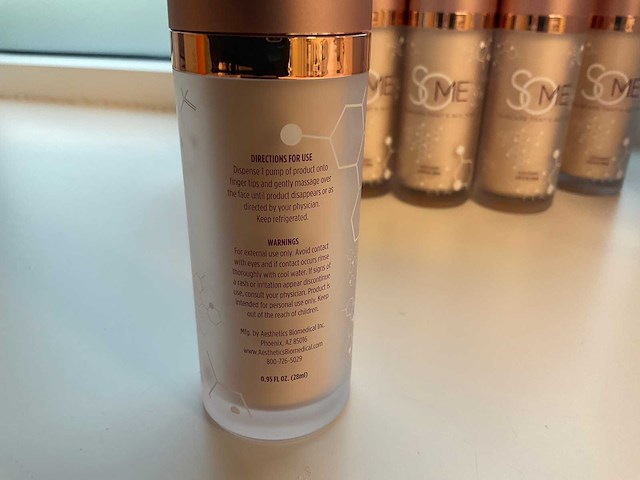 DIRECTIONS FOR USE
Dispense 1 pump of product onto
finger tips and gently massage over
the face until product disappears or as
directed by your physician.
Keep refrigerated.
WARNINGS
For external use only. Avoid contact
with eyes and if contact occurs rinse
thoroughly with cool water. If signs of
a rash or irritation appear discontinue
use, consult your physician. Product is
intended for personal use only. Keep
out of the reach of children.
Mfg. by Aesthetics Biomedical Inc.
Phoenix, AZ 85016
www.AestheticsBiomedical.com
800-726-5029
0.95 FL OZ. (28ml)
OME
SOME
SOME
SOME